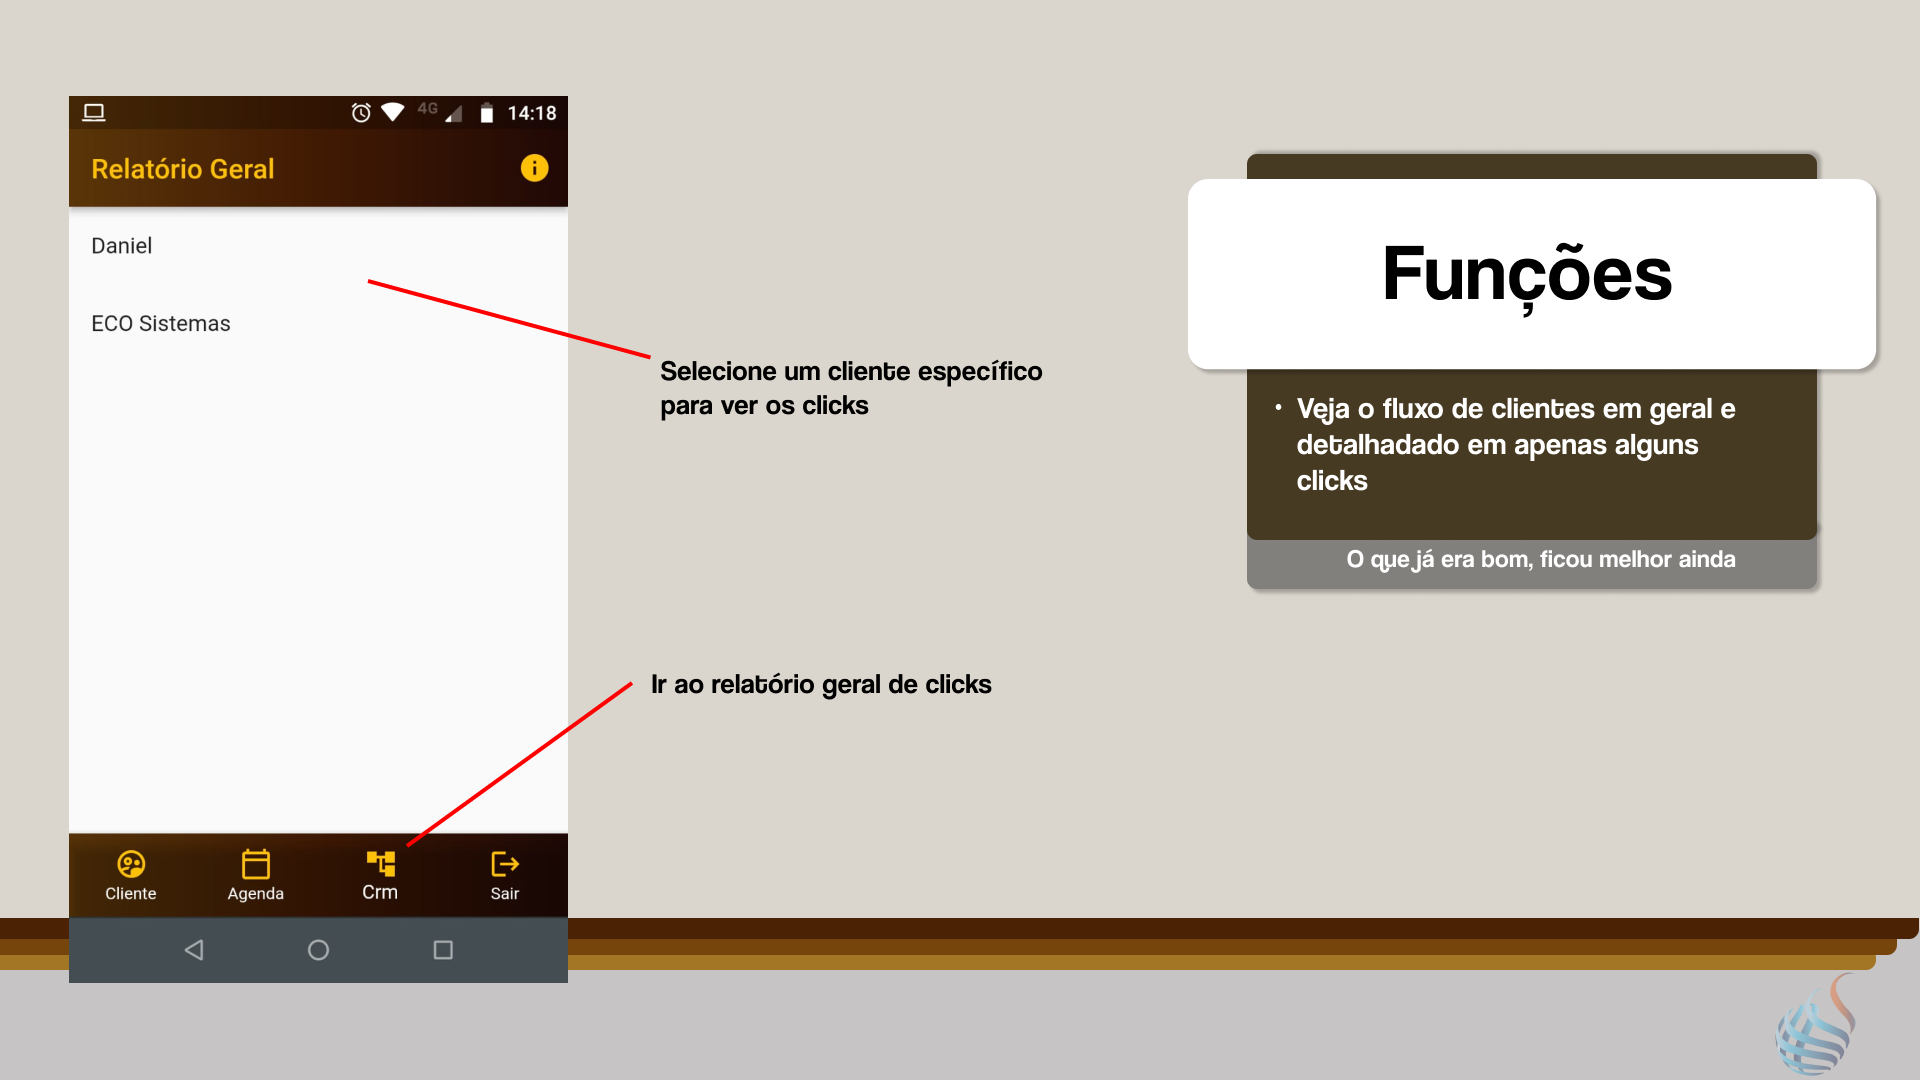 4G 14:18
Relatório Geral
Daniel
ECO Sistemas
Selecione um cliente específico
para ver os clicks
Ir ao relatório geral de clicks
Cliente Agenda Crm Sair
Funções
• Veja o fluxo de clientes em geral e
detalhadado em apenas alguns
clicks
O que já era bom, ficou melhor ainda